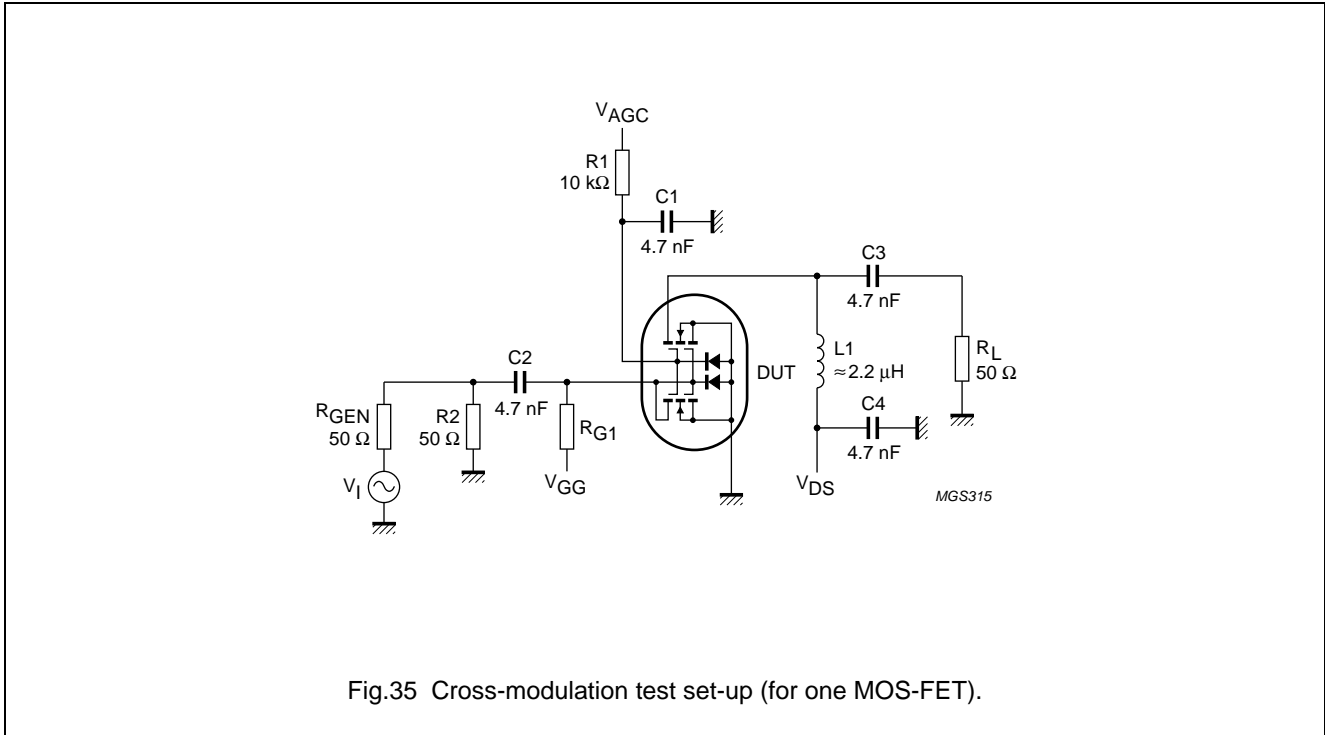 VAGC
R1
10 kΩ
C1
4.7 nF
C3
4.7 nF
RL
50 Ω
L1
≈2.2 μH
DUT
C2
4.7 nF
RGEN
50 Ω
R2
50 Ω
RG1
C4
4.7 nF
VI
VGG
VDS
MGS315
Fig.35 Cross-modulation test set-up (for one MOS-FET).